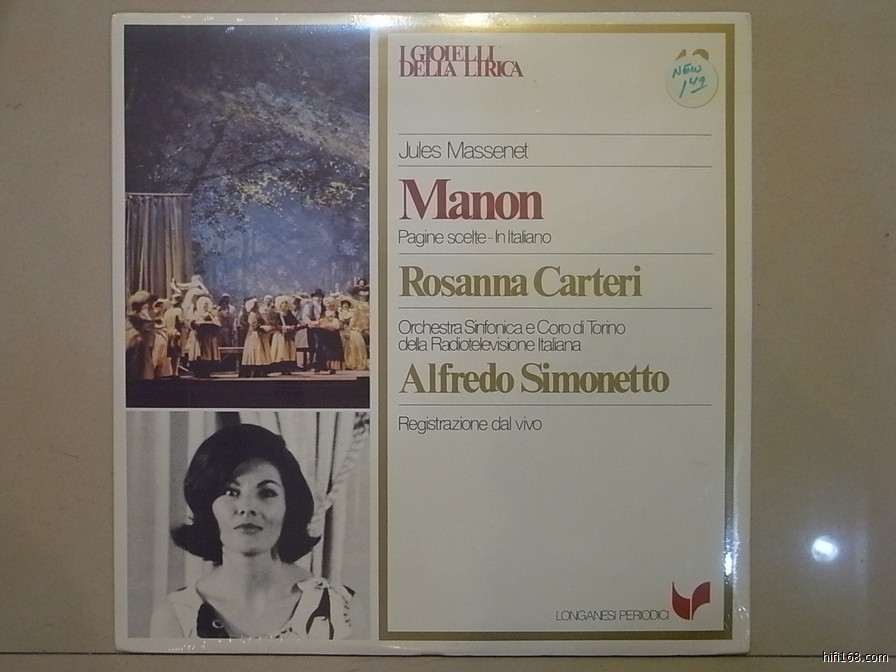 I GIOIELLI
DELLA LIRICA
NEW
149
Jules Massenet
Manon
Pagine scelte - In Italiano
Rosanna Carteri
Orchestra Sinfonica e Coro di Torino
della Radiotelevisione Italiana
Alfredo Simonetto
Registrazione dal vivo
LONGANESI PERIODICI
hifi168.com